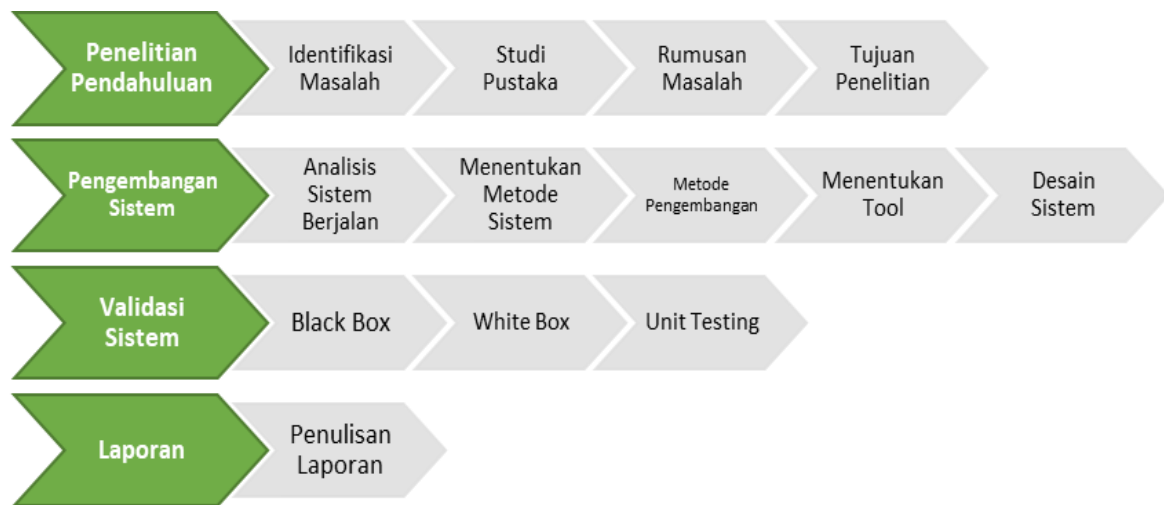 Penelitian
Pendahuluan
Identifikasi
Masalah
Studi
Pustaka
Rumusan
Masalah
Tujuan
Penelitian
Pengembangan
Sistem
Analisis
Sistem
Berjalan
Menentukan
Metode
Sistem
Metode
Pengembangan
Menentukan
Tool
Desain
Sistem
Validasi
Sistem
Black Box
White Box
Unit Testing
Laporan
Penulisan
Laporan